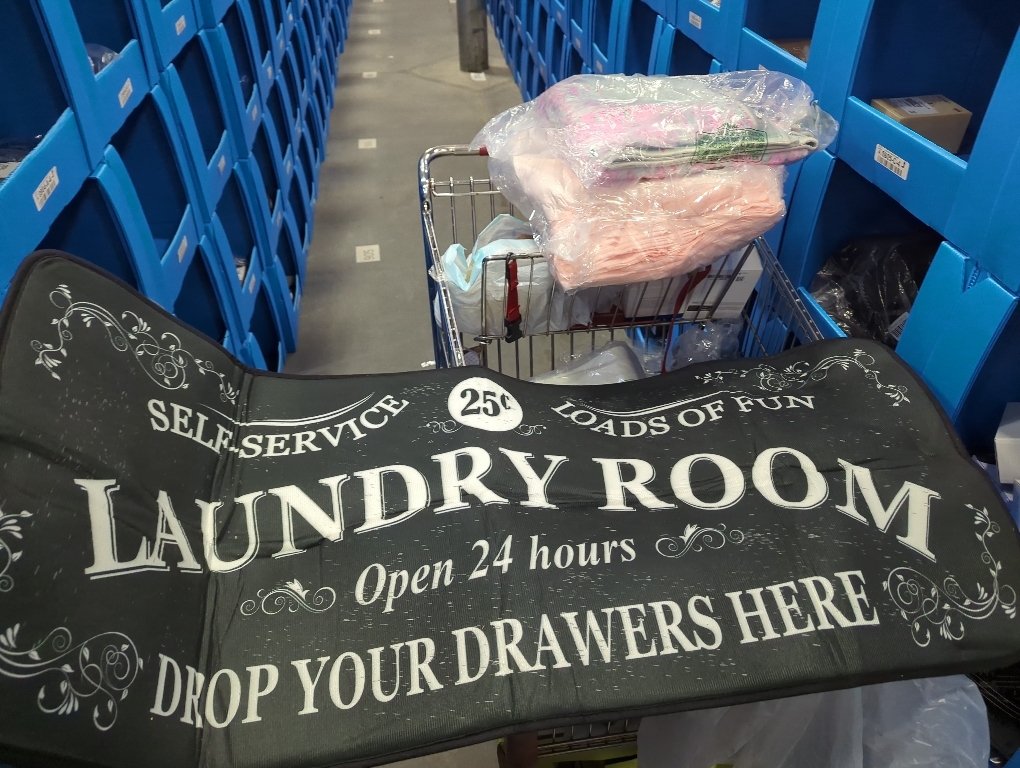 SELF-SERVICE 25¢ LOADS OF FUN
LAUNDRY ROOM
Open 24 hours
DROP YOUR DRAWERS HERE